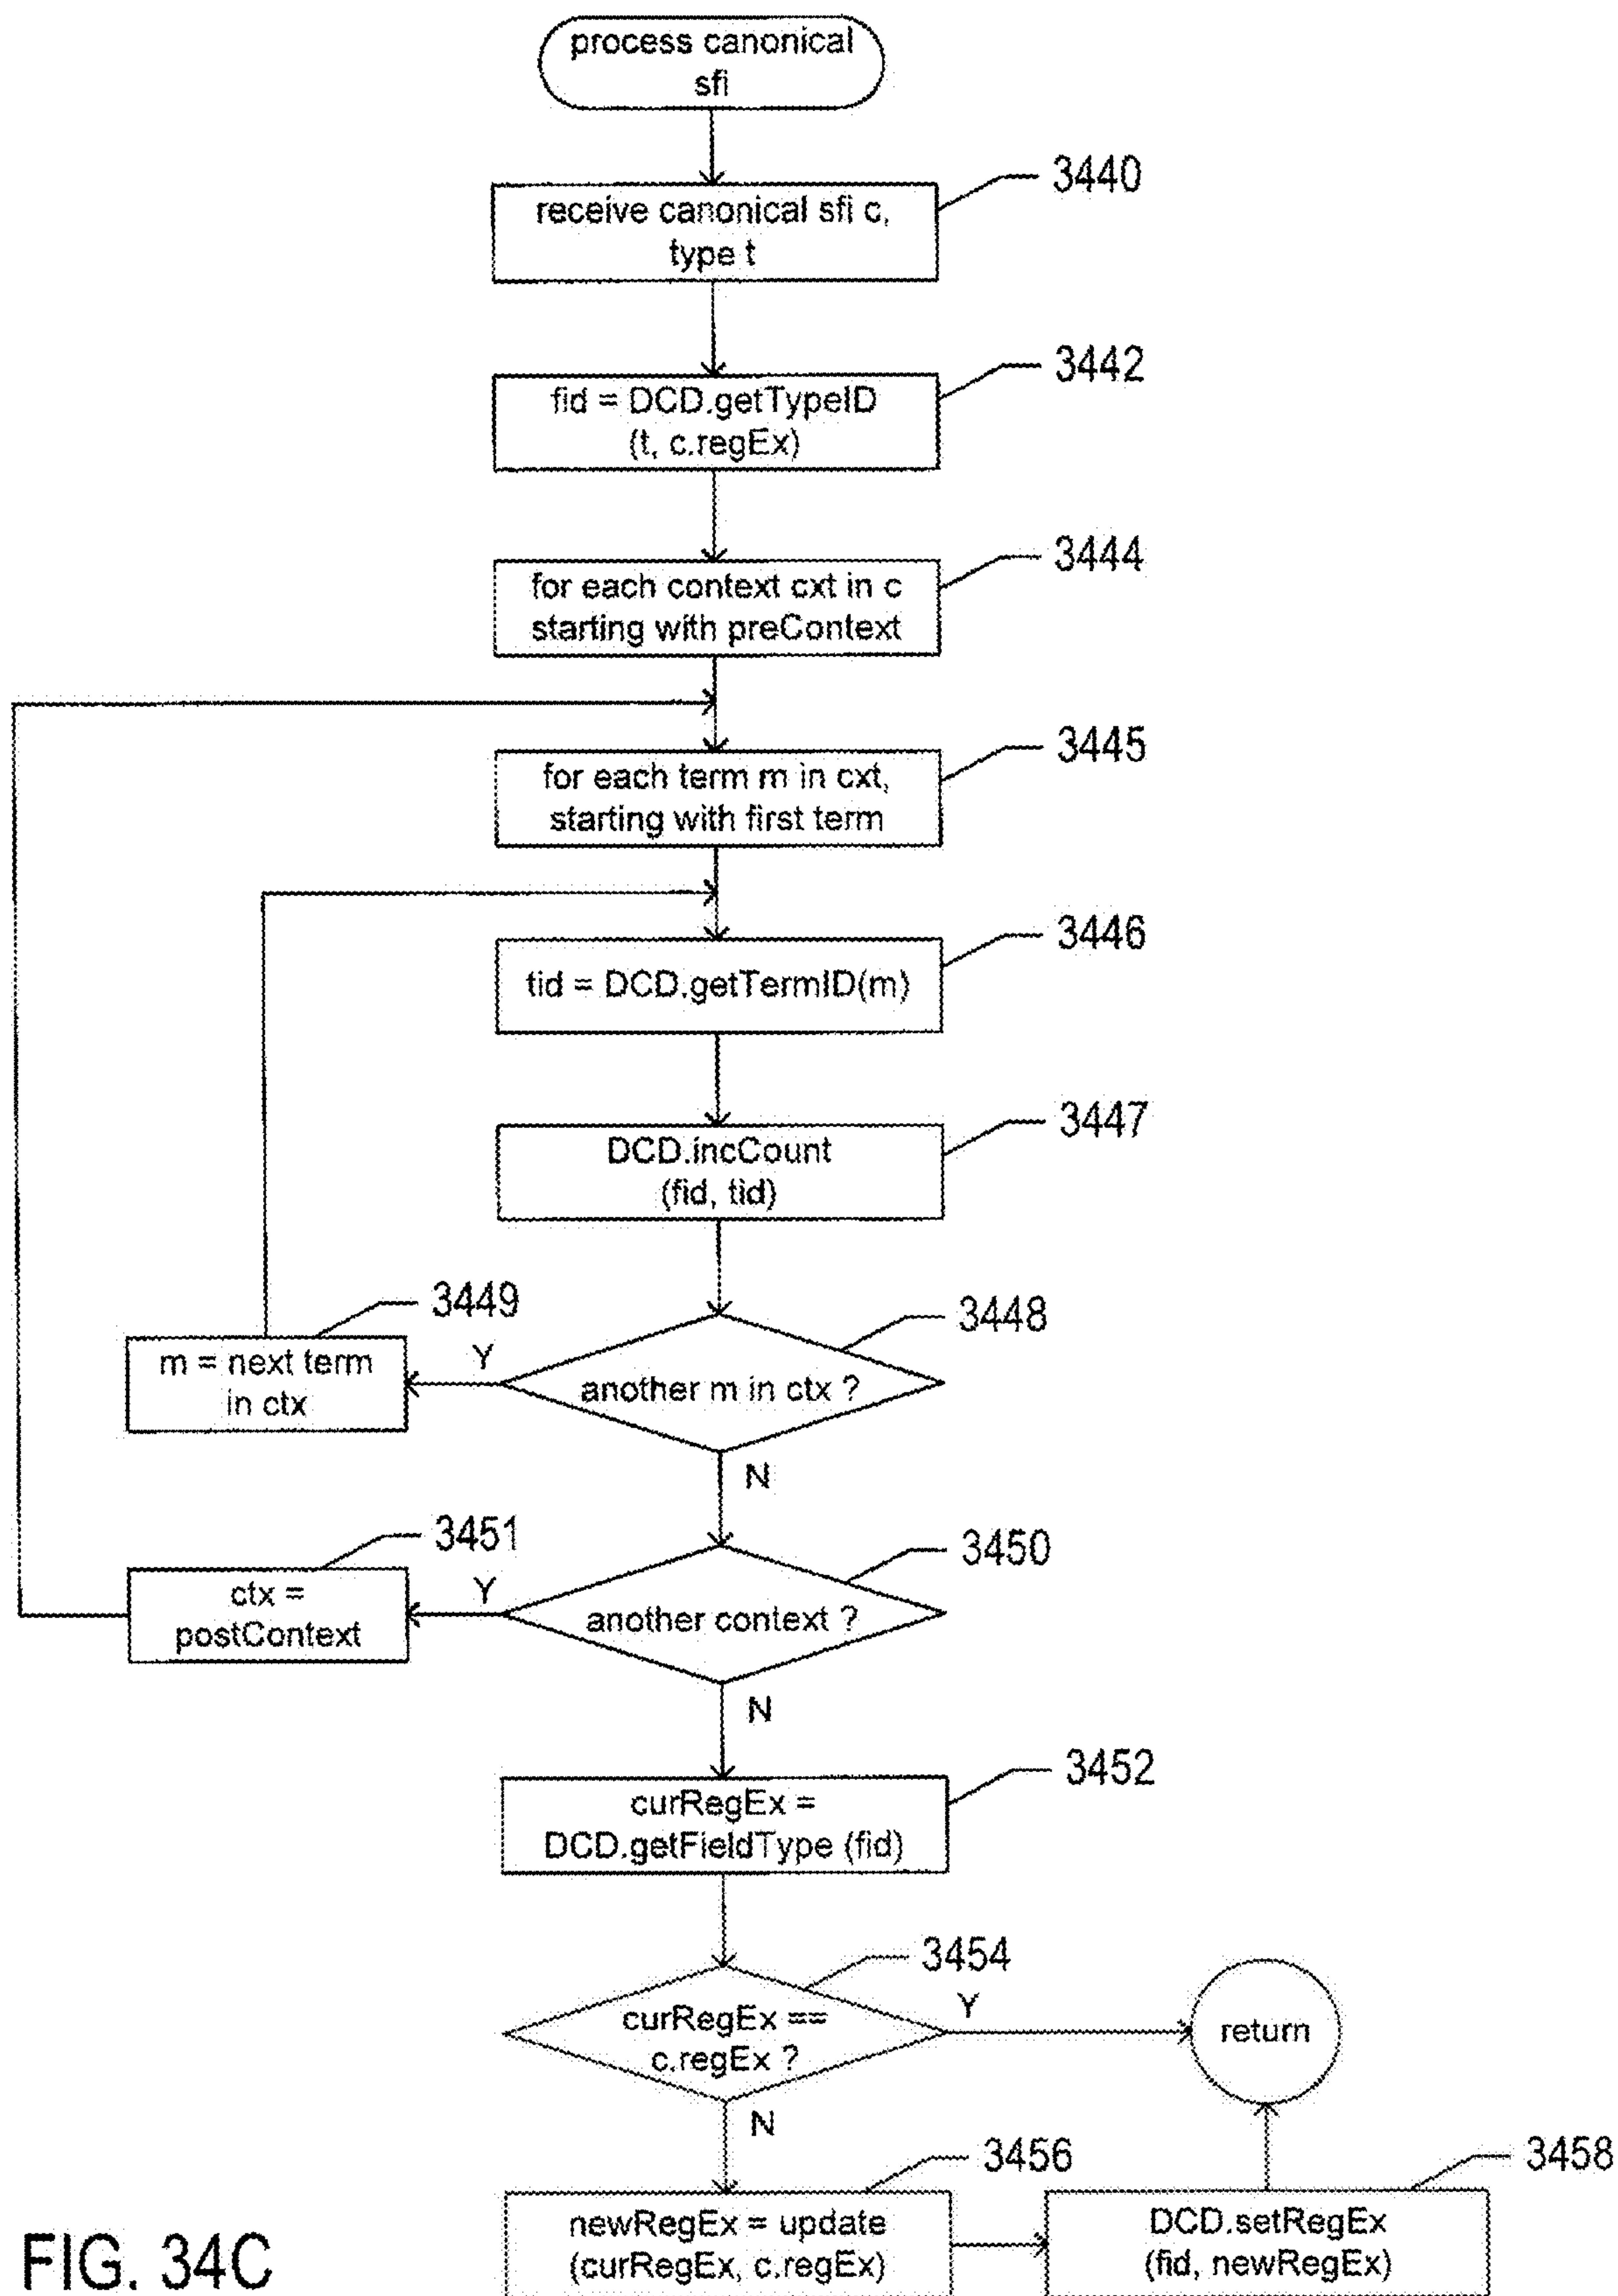 process canonical
sfi
3440
receive canonical sfi c,
type t
3442
fid = DCD.getTypeID
(t, c.regEx)
3444
for each context cxt in c
starting with preContext
3445
for each term m in cxt,
starting with first term
3446
tid = DCD.getTermID(m)
3447
DCD.incCount
(fid, tid)
3448
another m in ctx ?
Y
3449
m = next term
in ctx
N
3450
another context ?
Y
3451
ctx =
postContext
N
3452
curRegEx =
DCD.getFieldType (fid)
3454
curRegEx ==
c.regEx ?
Y
return
N
3456
newRegEx = update
(curRegEx, c.regEx)
3458
DCD.setRegEx
(fid, newRegEx)
FIG. 34C